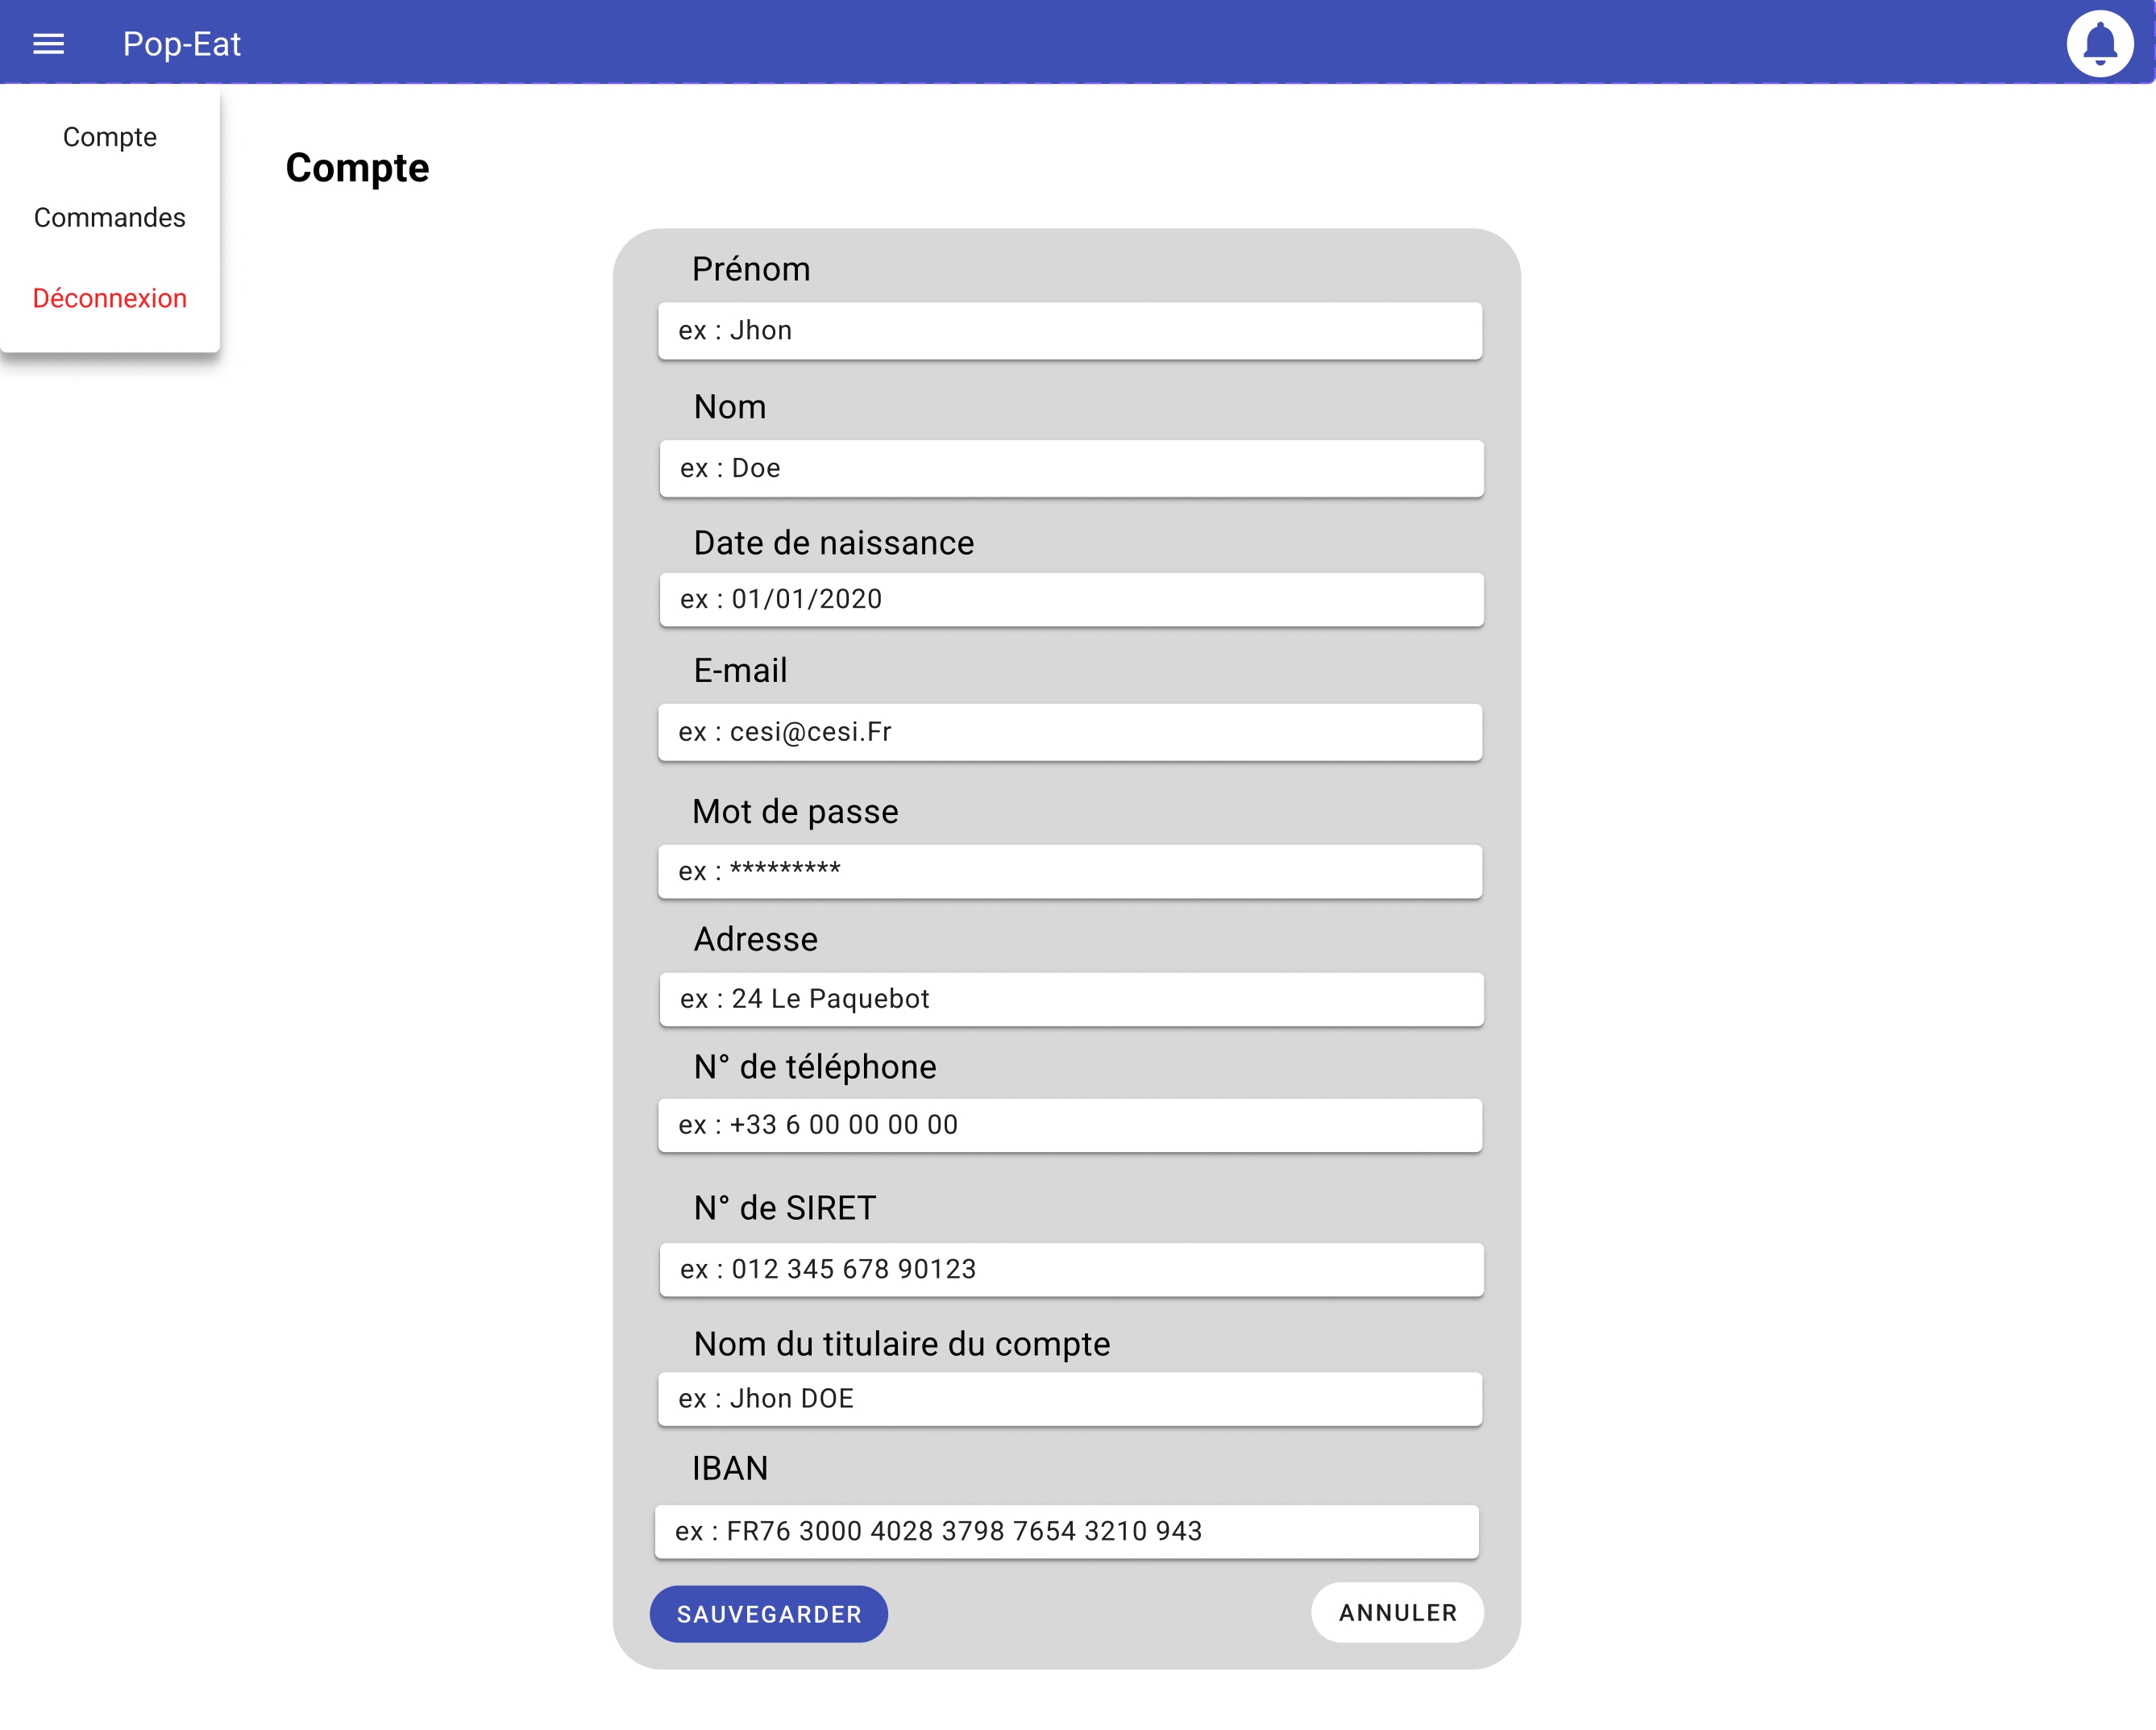 Pop-Eat
Compte
Commandes
Déconnexion
Compte
Prénom
ex : Jhon
Nom
ex : Doe
Date de naissance
ex : 01/01/2020
E-mail
ex : cesi@cesi.Fr
Mot de passe
ex : *********
Adresse
ex : 24 Le Paquebot
N° de téléphone
ex : +33 6 00 00 00 00
N° de SIRET
ex : 012 345 678 90123
Nom du titulaire du compte
ex : Jhon DOE
IBAN
ex : FR76 3000 4028 3798 7654 3210 943
SAUVEGARDER
ANNULER